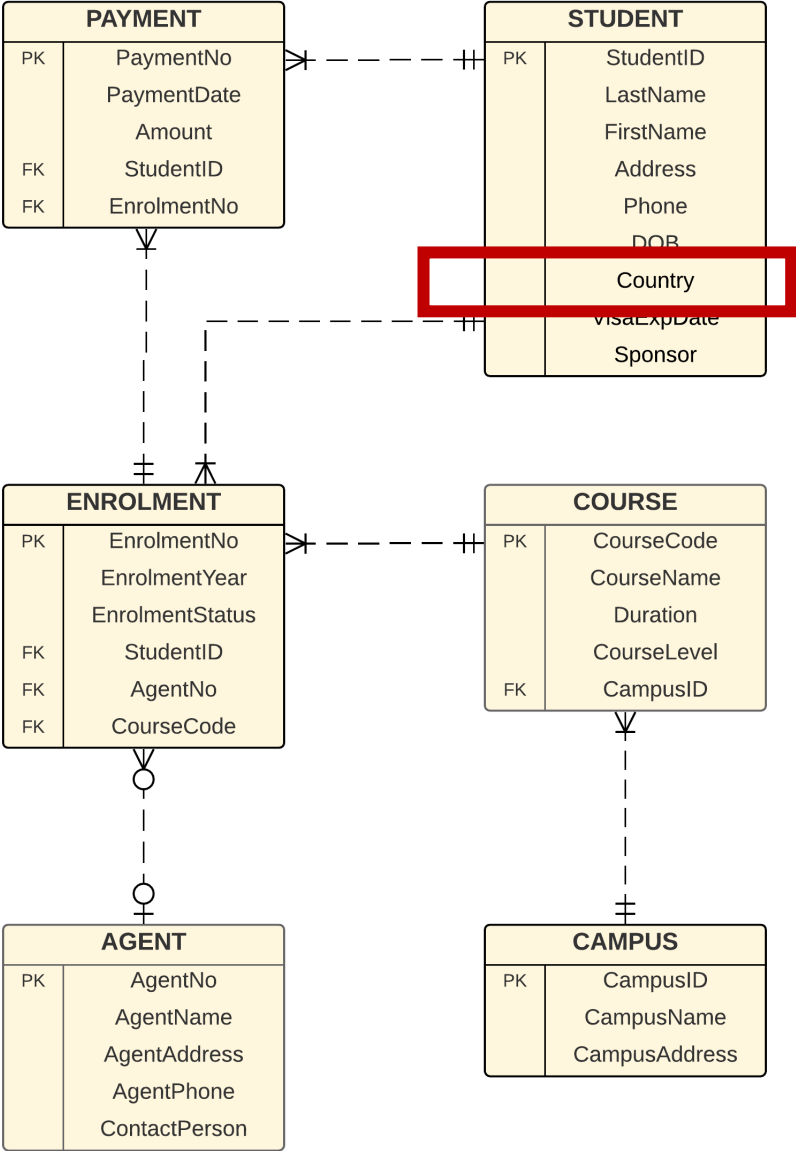 PAYMENT
PK PaymentNo
PaymentDate
Amount
FK StudentID
FK EnrolmentNo
STUDENT
PK StudentID
LastName
FirstName
Address
Phone
DOB
Country
VisaExpDate
Sponsor
ENROLMENT
PK EnrolmentNo
EnrolmentYear
EnrolmentStatus
FK StudentID
FK AgentNo
FK CourseCode
COURSE
PK CourseCode
CourseName
Duration
CourseLevel
FK CampusID
AGENT
PK AgentNo
AgentName
AgentAddress
AgentPhone
ContactPerson
CAMPUS
PK CampusID
CampusName
CampusAddress